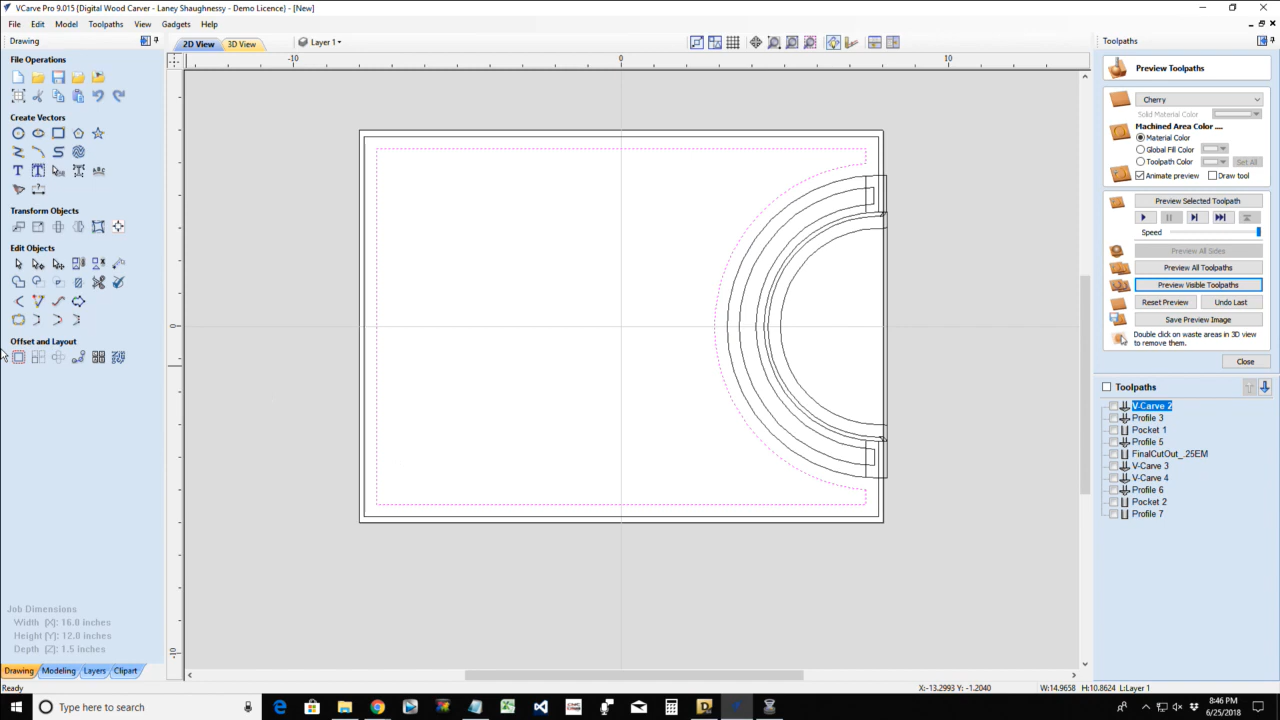 VCarve Pro 9.015 {Digital Wood Carver - Laney Shaughnessy - Demo Licence} - [New]
File Edit Model Toolpaths View Gadgets Help
Drawing
File Operations
Create Vectors
Transform Objects
Edit Objects
Offset and Layout
Job Dimensions
Width (X): 16.0 inches
Height (Y): 12.0 inches
Depth (Z): 1.5 inches
Drawing Modeling Layers Clipart
Ready
2D View 3D View Layer 1
-10 0 10
0
-10
X:-13.2993 Y: -1.2040 W:14.9658 H:10.8624 L:Layer 1
Toolpaths
Preview Toolpaths
Cherry
Solid Material Color
Machined Area Color ....
Material Color
Global Fill Color
Toolpath Color Set All
Animate preview Draw tool
Preview Selected Toolpath
Speed
Preview All Sides
Preview All Toolpaths
Preview Visible Toolpaths
Reset Preview Undo Last
Save Preview Image
Double click on waste areas in 3D view
to remove them.
Close
Toolpaths
V-Carve 2
Profile 3
Pocket 1
Profile 5
FinalCutOut_.25EM
V-Carve 3
V-Carve 4
Profile 6
Pocket 2
Profile 7
Type here to search
8:46 PM
6/25/2018